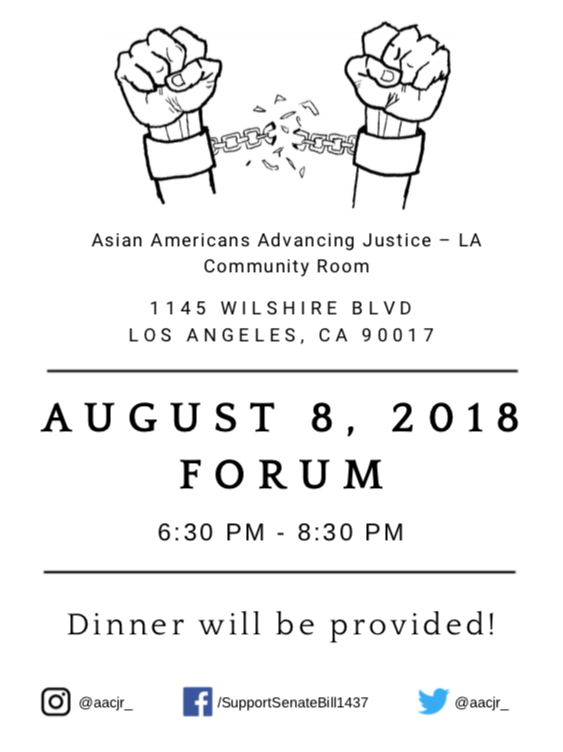 Asian Americans Advancing Justice – LA
Community Room
1145 WILSHIRE BLVD
LOS ANGELES, CA 90017
AUGUST 8, 2018
FORUM
6:30 PM - 8:30 PM
Dinner will be provided!
@aacjr_ /SupportSenateBill1437 @aacjr_